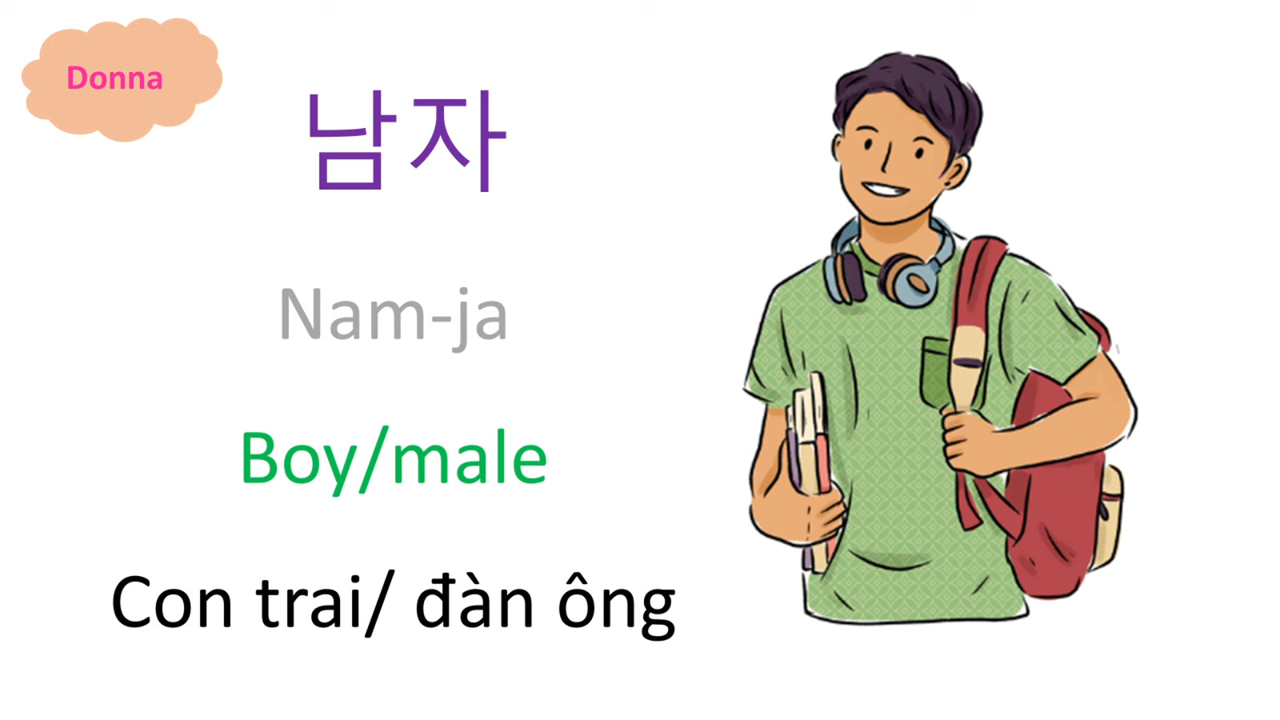 Donna
남자
Nam-ja
Boy/male
Con trai/ đàn ông